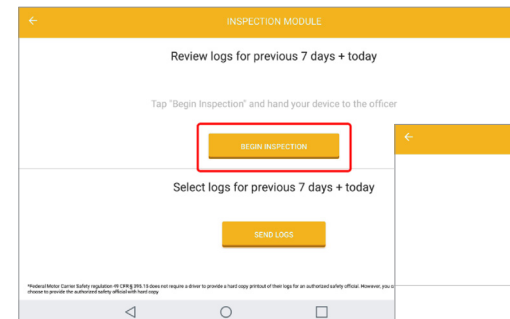 INSPECTION MODULE
Review logs for previous 7 days + today
Tap "Begin Inspection" and hand your device to the officer
BEGIN INSPECTION
Select logs for previous 7 days + today
SEND LOGS
*Federal Motor Carrier Safety regulation 49 CFR § 395.15 does not require a driver to provide a hard copy printout of their logs for an authorized safety official. However, you
choose to provide the authorized safety official with hard copy.